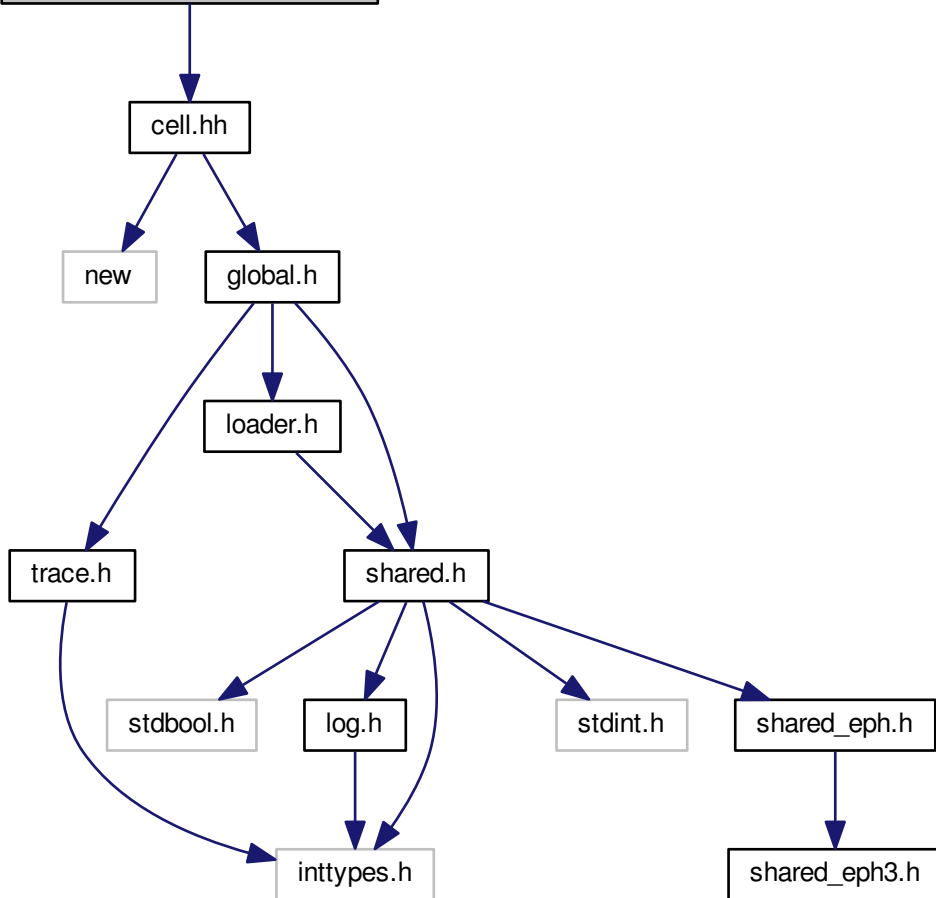 cell.hh
new
global.h
loader.h
trace.h
shared.h
stdbool.h
log.h
stdint.h
shared_eph.h
inttypes.h
shared_eph3.h